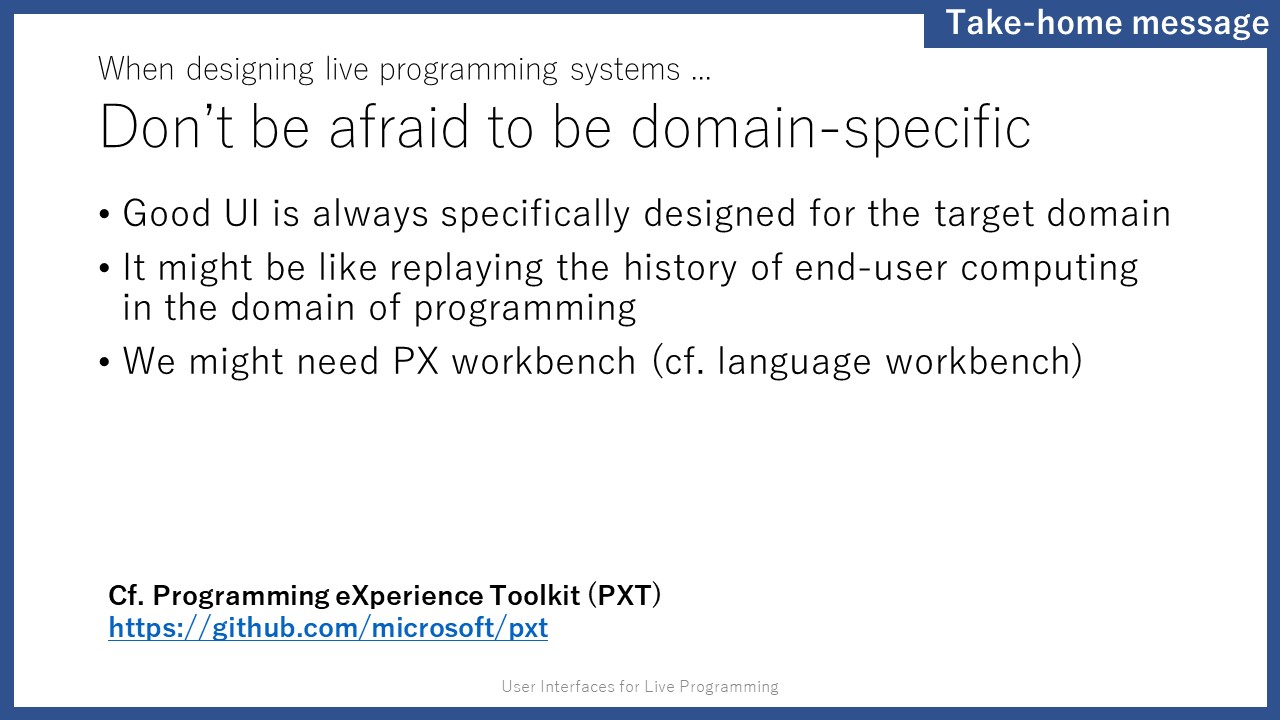 Take-home message
When designing live programming systems ...
Don't be afraid to be domain-specific
• Good UI is always specifically designed for the target domain
• It might be like replaying the history of end-user computing
in the domain of programming
• We might need PX workbench (cf. language workbench)
Cf. Programming eXperience Toolkit (PXT)
https://github.com/microsoft/pxt
User Interfaces for Live Programming